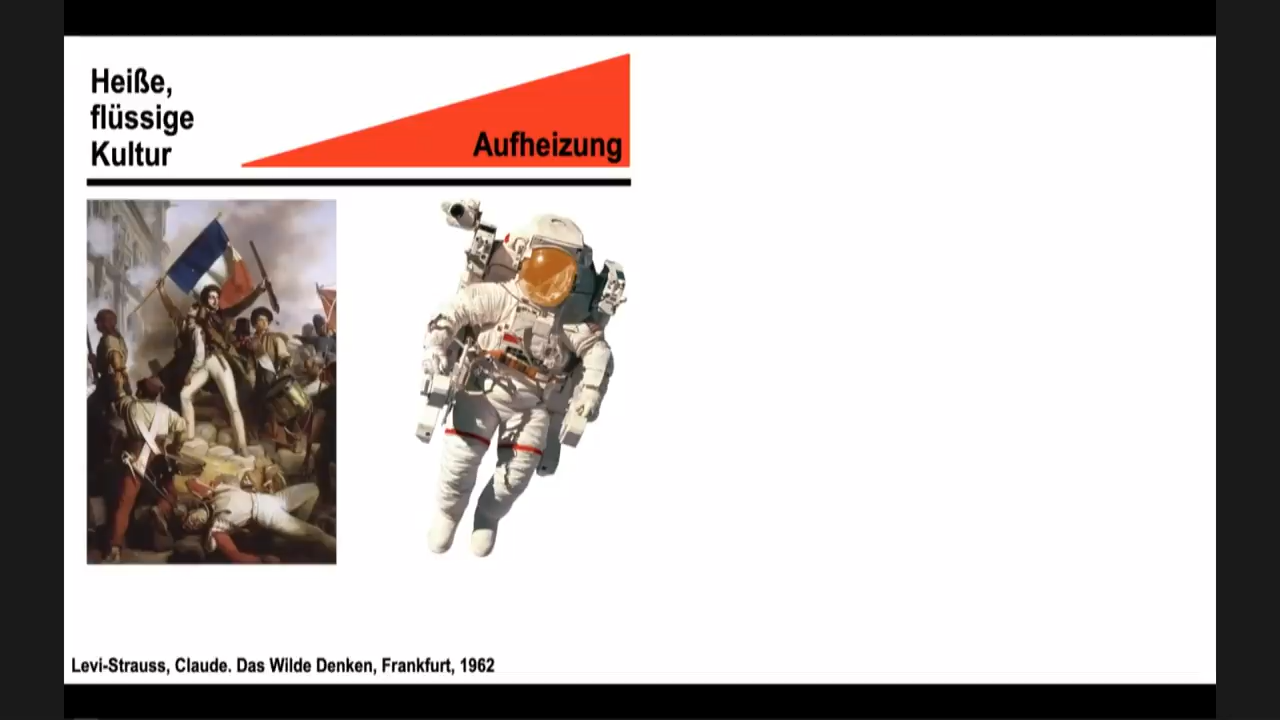 Heiße,
flüssige
Kultur
Aufheizung
Levi-Strauss, Claude. Das Wilde Denken, Frankfurt, 1962